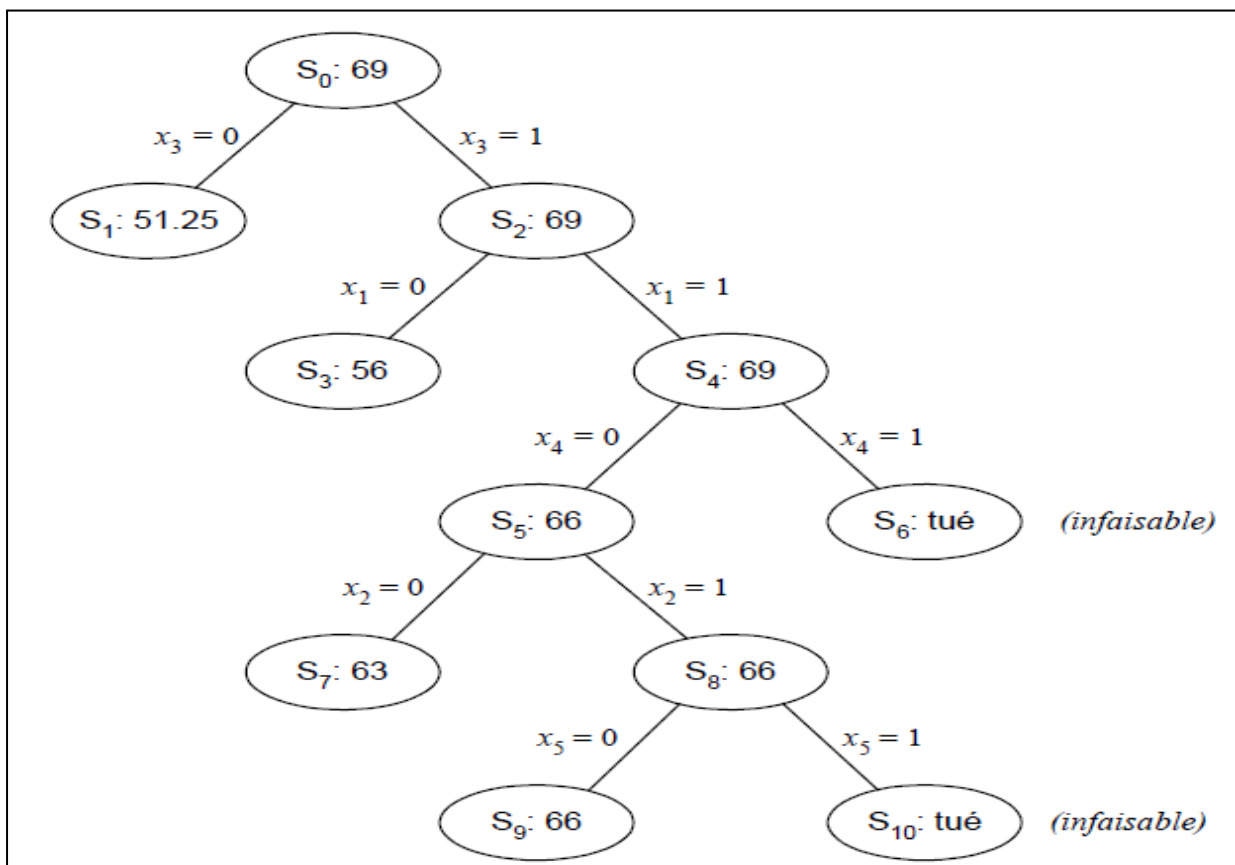 S₀: 69
x₃ = 0
x₃ = 1
S₁: 51.25
S₂: 69
x₁ = 0
x₁ = 1
S₃: 56
S₄: 69
x₄ = 0
x₄ = 1
S₅: 66
S₆: tué
(infaisable)
x₂ = 0
x₂ = 1
S₇: 63
S₈: 66
x₅ = 0
x₅ = 1
S₉: 66
S₁₀: tué
(infaisable)